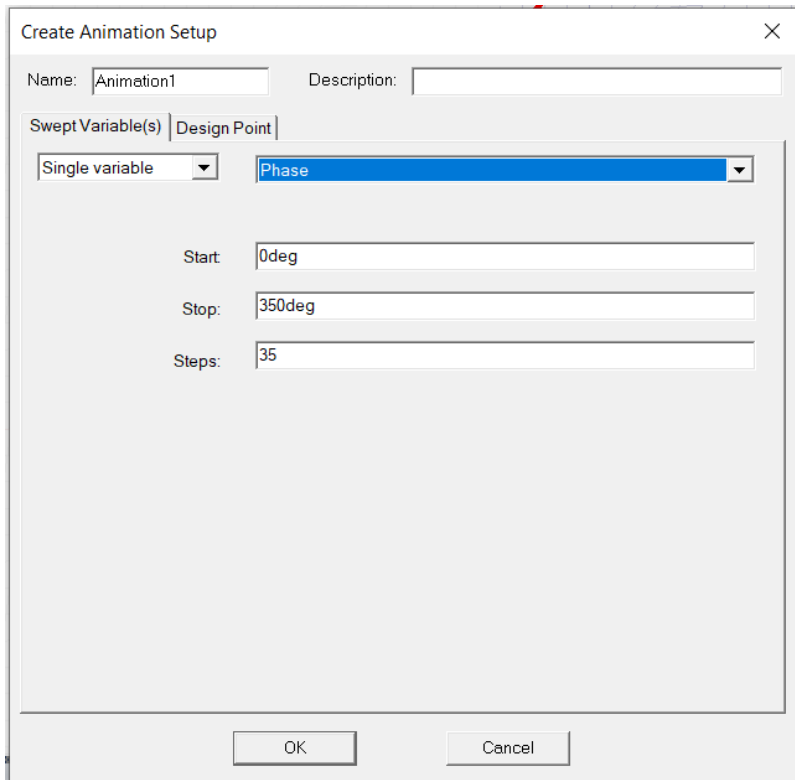 Create Animation Setup
Name: Animation1 Description:
Swept Variable(s) Design Point
Single variable Phase
Start: 0deg
Stop: 350deg
Steps: 35
OK Cancel